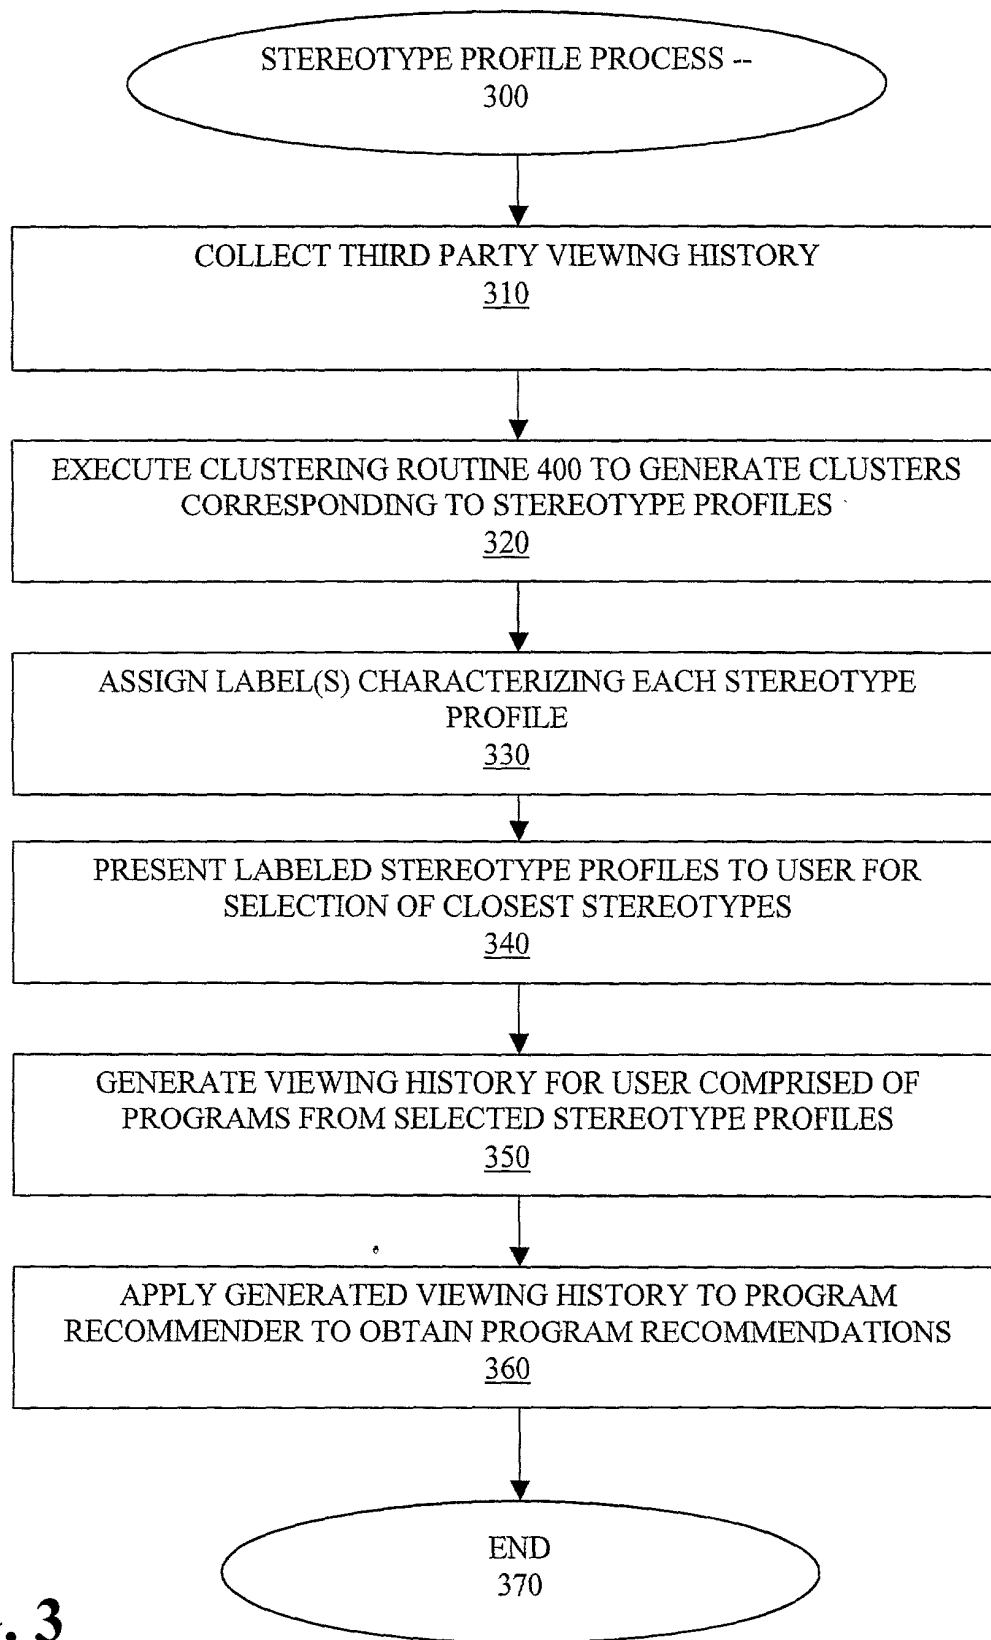 STEREOTYPE PROFILE PROCESS --
300
COLLECT THIRD PARTY VIEWING HISTORY
310
EXECUTE CLUSTERING ROUTINE 400 TO GENERATE CLUSTERS
CORRESPONDING TO STEREOTYPE PROFILES
320
ASSIGN LABEL(S) CHARACTERIZING EACH STEREOTYPE
PROFILE
330
PRESENT LABELED STEREOTYPE PROFILES TO USER FOR
SELECTION OF CLOSEST STEREOTYPES
340
GENERATE VIEWING HISTORY FOR USER COMPRISED OF
PROGRAMS FROM SELECTED STEREOTYPE PROFILES
350
APPLY GENERATED VIEWING HISTORY TO PROGRAM
RECOMMENDER TO OBTAIN PROGRAM RECOMMENDATIONS
360
END
370
. 3